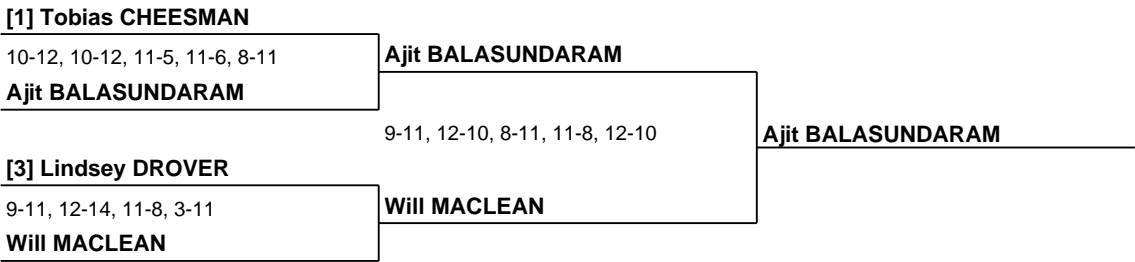 [1] Tobias CHEESMAN
10-12, 10-12, 11-5, 11-6, 8-11
Ajit BALASUNDARAM
Ajit BALASUNDARAM
9-11, 12-10, 8-11, 11-8, 12-10
Ajit BALASUNDARAM
[3] Lindsey DROVER
9-11, 12-14, 11-8, 3-11
Will MACLEAN
Will MACLEAN